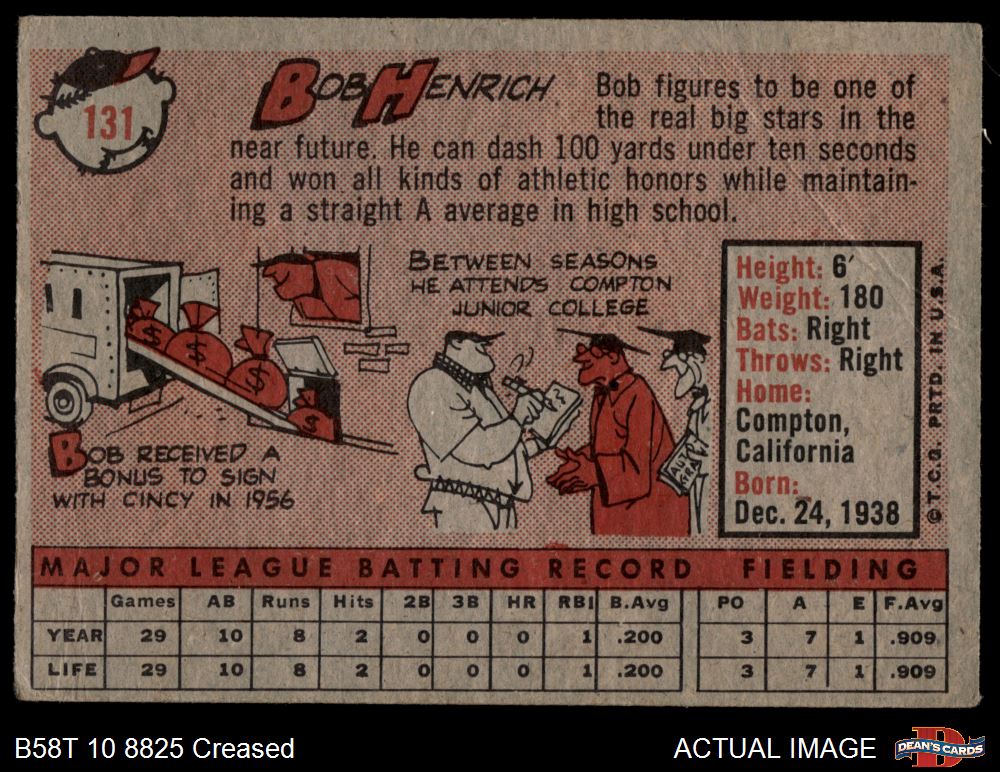 131
BOB HENRICH
Bob figures to be one of
the real big stars in the
near future. He can dash 100 yards under ten seconds
and won all kinds of athletic honors while maintain-
ing a straight A average in high school.
$ $ $ $
BOB RECEIVED A
BONUS TO SIGN
WITH CINCY IN 1956
BETWEEN SEASONS
HE ATTENDS COMPTON
JUNIOR COLLEGE
Height: 6′
Weight: 180
Bats: Right
Throws: Right
Home:
Compton,
California
Born:
Dec. 24, 1938
© T.C.G. PRTD. IN U.S.A.
MAJOR LEAGUE BATTING RECORD FIELDING
Games AB Runs Hits 2B 3B HR RBI B.Avg PO A E F.Avg
YEAR 29 10 8 2 0 0 0 1 .200 3 7 1 .909
LIFE 29 10 8 2 0 0 0 1 .200 3 7 1 .909
B58T 10 8825 Creased
ACTUAL IMAGE
DEAN'S CARDS